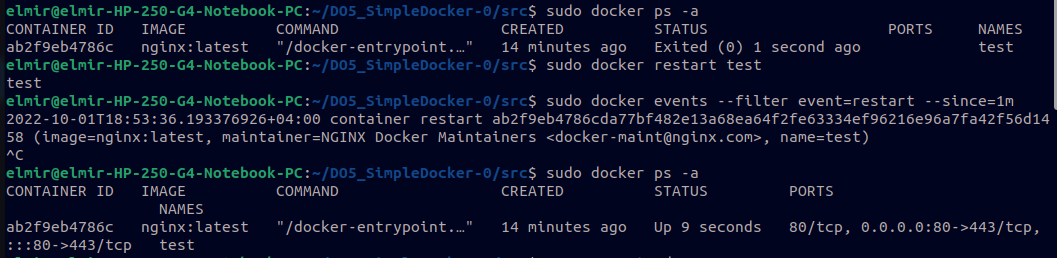 elmir@elmir-HP-250-G4-Notebook-PC:~/DO5_SimpleDocker-0/src$ sudo docker ps -a
CONTAINER ID   IMAGE          COMMAND                  CREATED          STATUS                    PORTS     NAMES
ab2f9eb4786c   nginx:latest   "/docker-entrypoint.…"   14 minutes ago   Exited (0) 1 second ago             test
elmir@elmir-HP-250-G4-Notebook-PC:~/DO5_SimpleDocker-0/src$ sudo docker restart test
test
elmir@elmir-HP-250-G4-Notebook-PC:~/DO5_SimpleDocker-0/src$ sudo docker events --filter event=restart --since=1m
2022-10-01T18:53:36.193376926+04:00 container restart ab2f9eb4786cda77bf482e13a68ea64f2fe63334ef96216e96a7fa42f56d14
58 (image=nginx:latest, maintainer=NGINX Docker Maintainers <docker-maint@nginx.com>, name=test)
^C
elmir@elmir-HP-250-G4-Notebook-PC:~/DO5_SimpleDocker-0/src$ sudo docker ps -a
CONTAINER ID   IMAGE          COMMAND                  CREATED          STATUS         PORTS
NAMES
ab2f9eb4786c   nginx:latest   "/docker-entrypoint.…"   14 minutes ago   Up 9 seconds   80/tcp, 0.0.0.0:80->443/tcp,
:::80->443/tcp   test